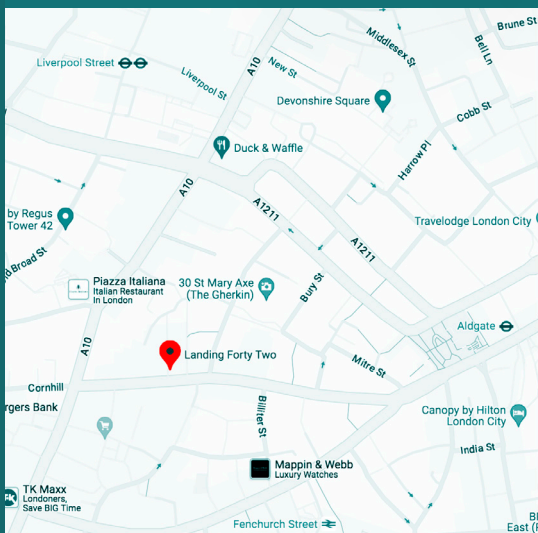 Brune St
Middlesex St
Bell Ln
Liverpool Street
A10
New St
Liverpool St
Devonshire Square
Cobb St
Duck & Waffle
Harrow Pl
A10
A1211
by Regus
Tower 42
Travelodge London City
A1211
nd Broad St
Piazza Italiana
Italian Restaurant
In London
30 St Mary Axe
(The Gherkin)
Bury St
Aldgate
A10
Landing Forty Two
Mitre St
Cornhill
rgers Bank
Billiter St
Canopy by Hilton
London City
India St
Mappin & Webb
Luxury Watches
TK Maxx
Londoners,
Save BIG Time
Fenchurch Street
East (F